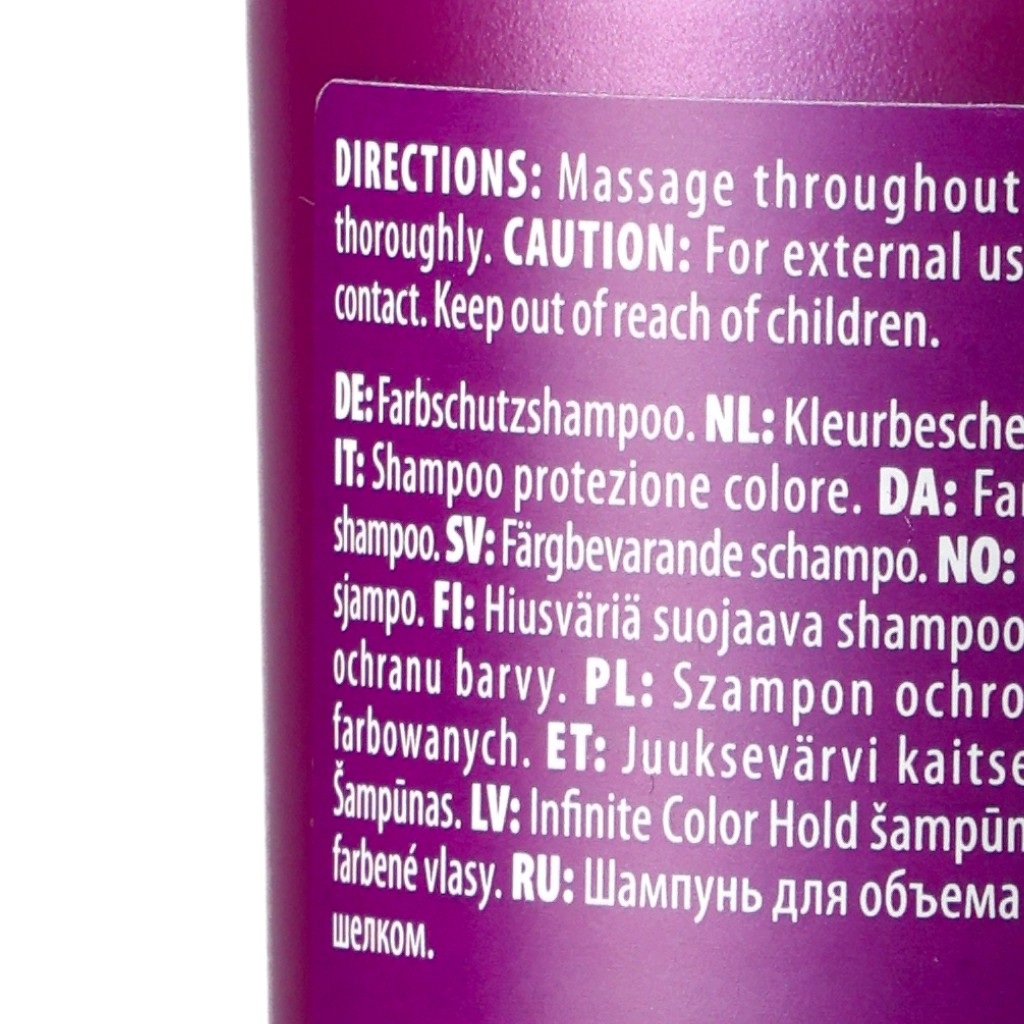 DIRECTIONS: Massage throughout
thoroughly. CAUTION: For external us
contact. Keep out of reach of children.
DE: Farbschutzshampoo. NL: Kleurbesche
IT: Shampoo protezione colore. DA: Far
shampoo. SV: Färgbevarande schampo. NO:
sjampo. FI: Hiusväriä suojaava shampoo
ochranu barvy. PL: Szampon ochro
farbowanych. ET: Juuksevärvi kaitse
Šampūnas. LV: Infinite Color Hold šampūn
farbené vlasy. RU: Шампунь для объема
шелком.